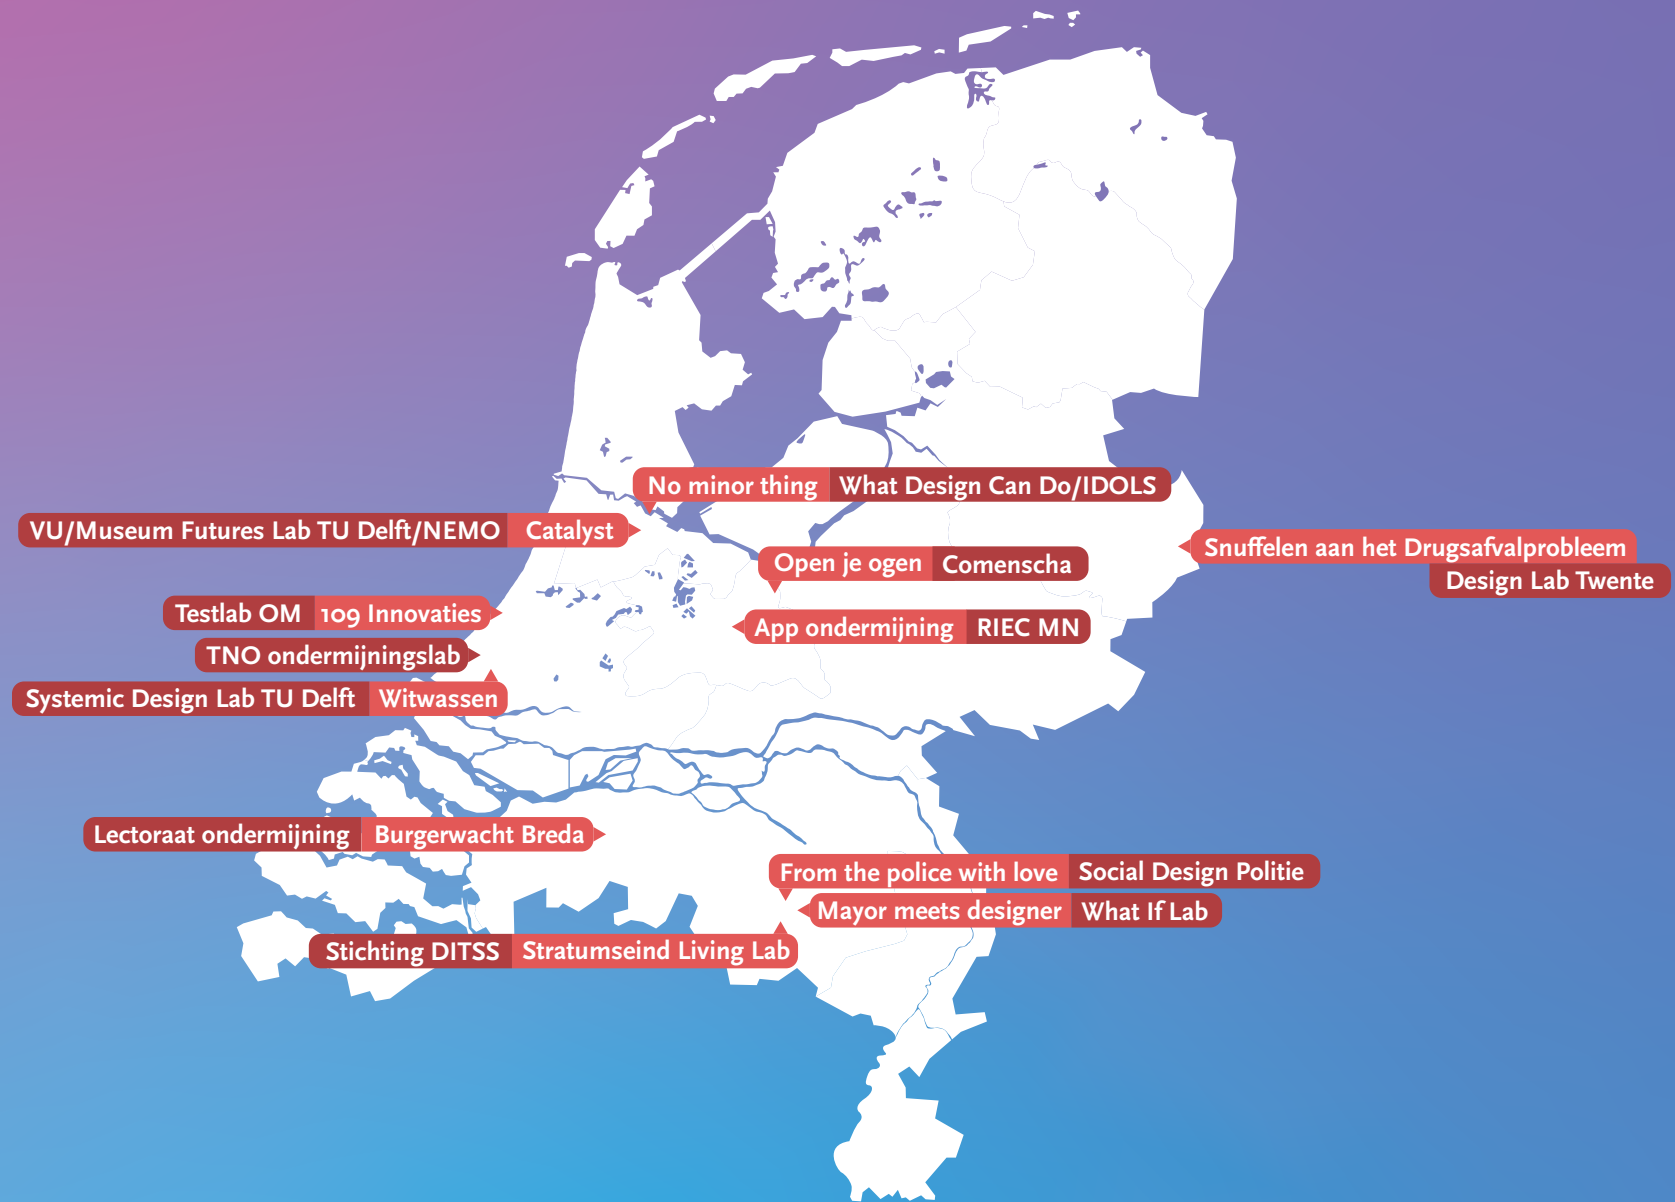 No minor thing What Design Can Do/IDOLS
VU/Museum Futures Lab TU Delft/NEMO Catalyst
Snuffelen aan het Drugsafvalprobleem
Design Lab Twente
Open je ogen Comenscha
Testlab OM 109 Innovaties
App ondermijning RIEC MN
TNO ondermijningslab
Systemic Design Lab TU Delft Witwassen
Lectoraat ondermijning Burgerwacht Breda
From the police with love Social Design Politie
Mayor meets designer What If Lab
Stichting DITSS Stratumseind Living Lab